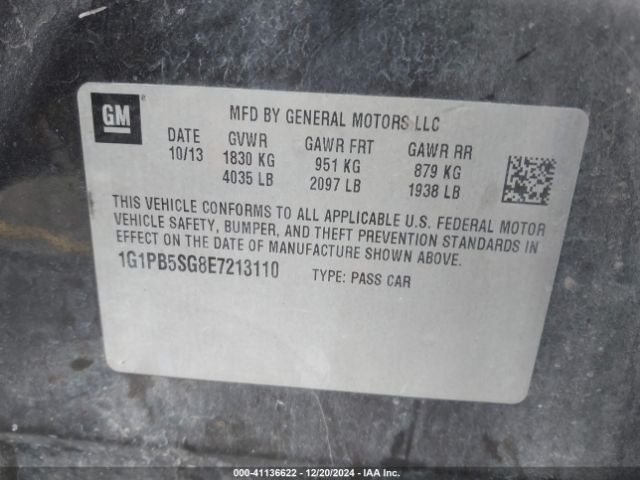 GM
MFD BY GENERAL MOTORS LLC
DATE GVWR GAWR FRT GAWR RR
10/13 1830 KG 951 KG 879 KG
4035 LB 2097 LB 1938 LB
THIS VEHICLE CONFORMS TO ALL APPLICABLE U.S. FEDERAL MOTOR
VEHICLE SAFETY, BUMPER, AND THEFT PREVENTION STANDARDS IN
EFFECT ON THE DATE OF MANUFACTURE SHOWN ABOVE.
1G1PB5SG8E7213110 TYPE: PASS CAR
000-41136622 - 12/20/2024 - IAA Inc.